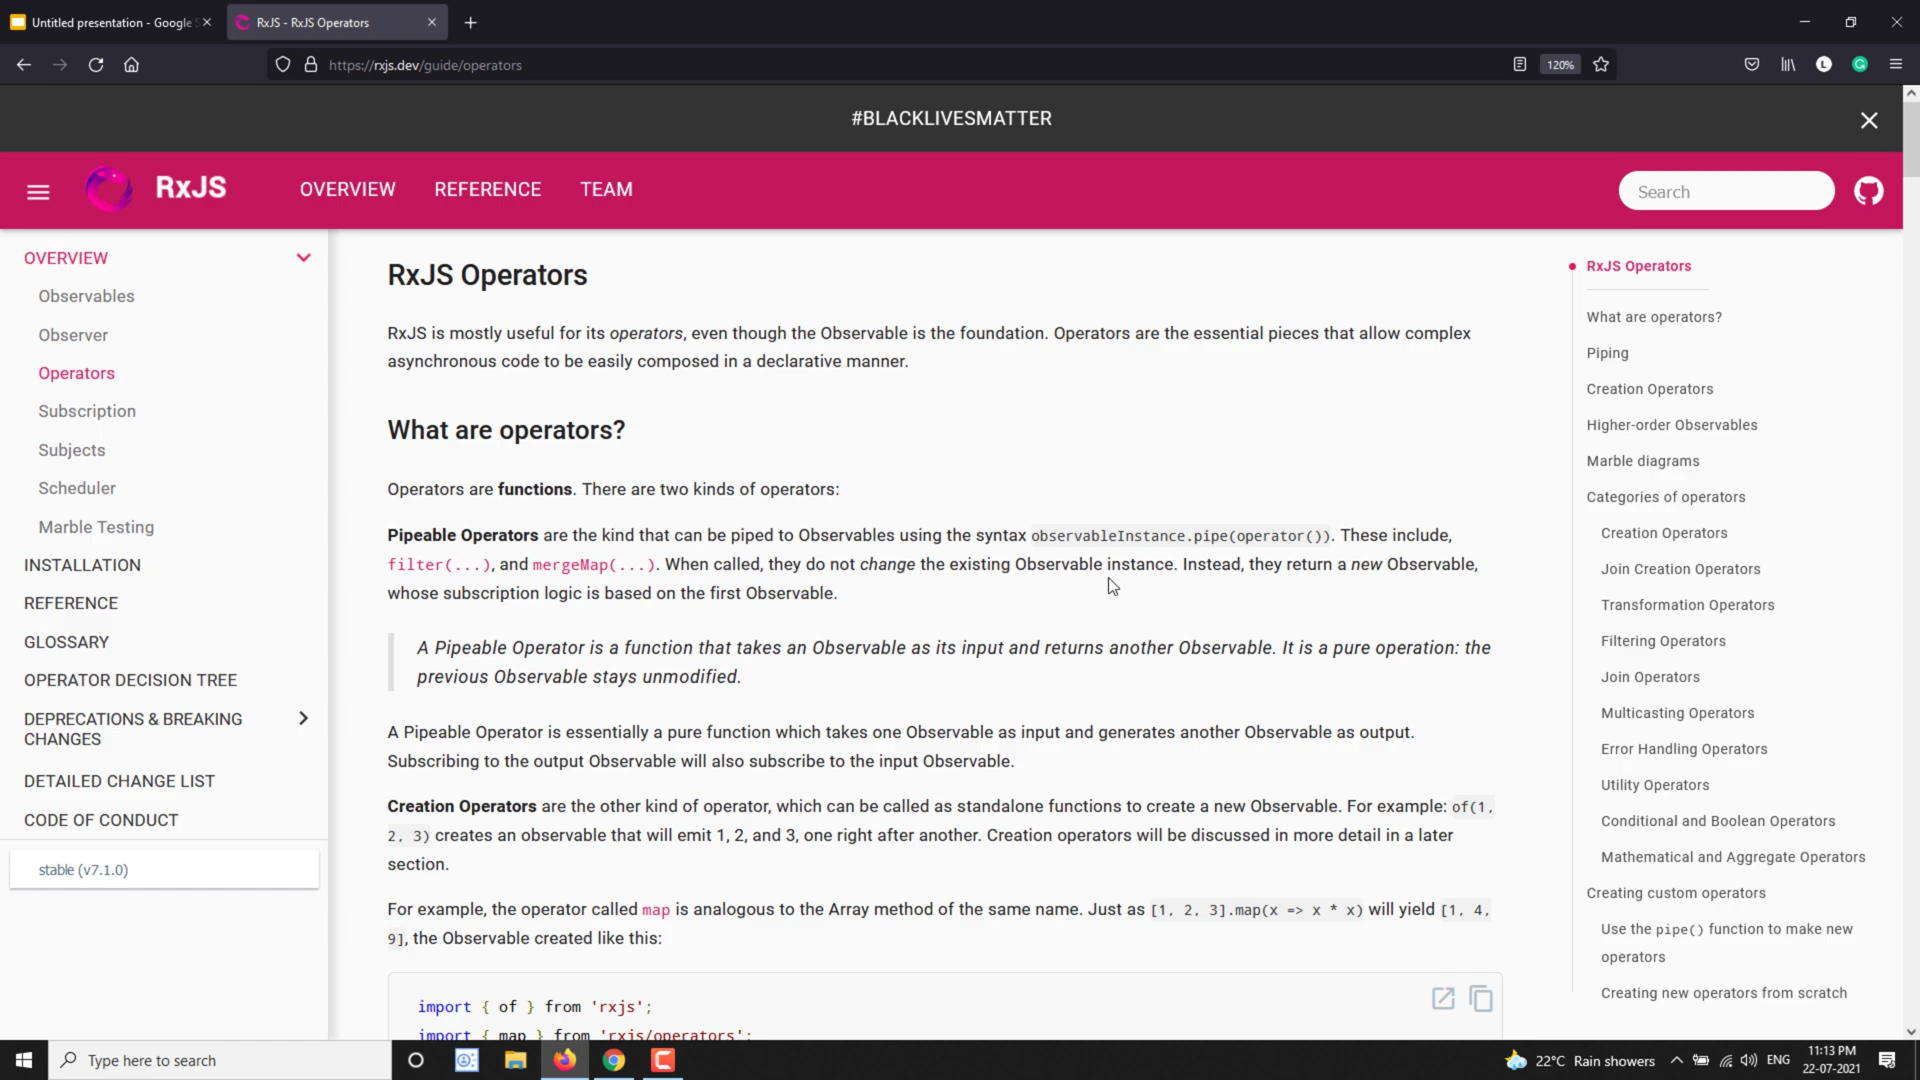 Untitled presentation - Google S
RxJS - RxJS Operators
https://rxjs.dev/guide/operators
120%
L
G
#BLACKLIVESMATTER
RxJS
OVERVIEW
REFERENCE
TEAM
Search
OVERVIEW
Observables
Observer
Operators
Subscription
Subjects
Scheduler
Marble Testing
INSTALLATION
REFERENCE
GLOSSARY
OPERATOR DECISION TREE
DEPRECATIONS & BREAKING
CHANGES
DETAILED CHANGE LIST
CODE OF CONDUCT
stable (v7.1.0)
RxJS Operators
RxJS is mostly useful for its operators, even though the Observable is the foundation. Operators are the essential pieces that allow complex
asynchronous code to be easily composed in a declarative manner.
What are operators?
Operators are functions. There are two kinds of operators:
Pipeable Operators are the kind that can be piped to Observables using the syntax observableInstance.pipe(operator()). These include,
filter(...), and mergeMap(...). When called, they do not change the existing Observable instance. Instead, they return a new Observable,
whose subscription logic is based on the first Observable.
A Pipeable Operator is a function that takes an Observable as its input and returns another Observable. It is a pure operation: the
previous Observable stays unmodified.
A Pipeable Operator is essentially a pure function which takes one Observable as input and generates another Observable as output.
Subscribing to the output Observable will also subscribe to the input Observable.
Creation Operators are the other kind of operator, which can be called as standalone functions to create a new Observable. For example: of(1,
2, 3) creates an observable that will emit 1, 2, and 3, one right after another. Creation operators will be discussed in more detail in a later
section.
For example, the operator called map is analogous to the Array method of the same name. Just as [1, 2, 3].map(x => x * x) will yield [1, 4,
9], the Observable created like this:
import { of } from 'rxjs';
import { map } from 'rxjs/operators';
RxJS Operators
What are operators?
Piping
Creation Operators
Higher-order Observables
Marble diagrams
Categories of operators
Creation Operators
Join Creation Operators
Transformation Operators
Filtering Operators
Join Operators
Multicasting Operators
Error Handling Operators
Utility Operators
Conditional and Boolean Operators
Mathematical and Aggregate Operators
Creating custom operators
Use the pipe() function to make new
operators
Creating new operators from scratch
Type here to search
22°C Rain showers
ENG
11:13 PM
22-07-2021